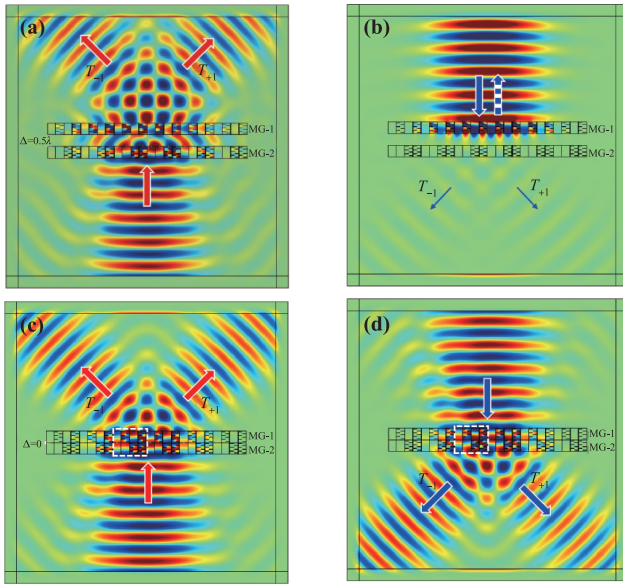 (a)
T₋₁
T₊₁
MG-1
Δ=0.5λ
MG-2
(b)
MG-1
MG-2
T₋₁
T₊₁
(c)
T₋₁
T₊₁
MG-1
Δ=0
MG-2
(d)
MG-1
MG-2
T₋₁
T₊₁